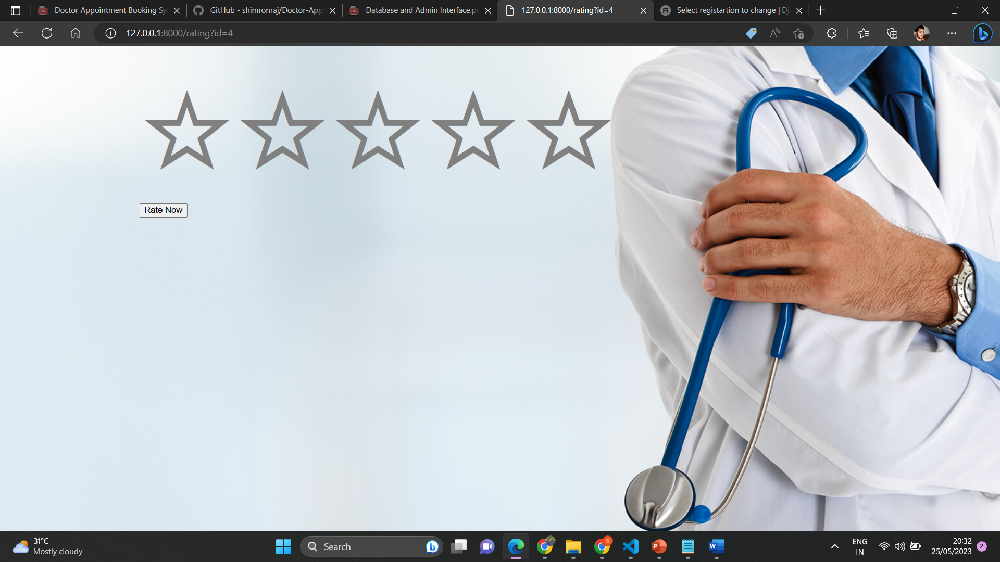 Doctor Appointment Booking Sy
GitHub - shimronraj/Doctor-App
Database and Admin Interface.pd
127.0.0.1:8000/rating?id=4
Select registartion to change | Dj
127.0.0.1:8000/rating?id=4
Rate Now
31°C
Mostly cloudy
Search
ENG
IN
20:32
25/05/2023
2